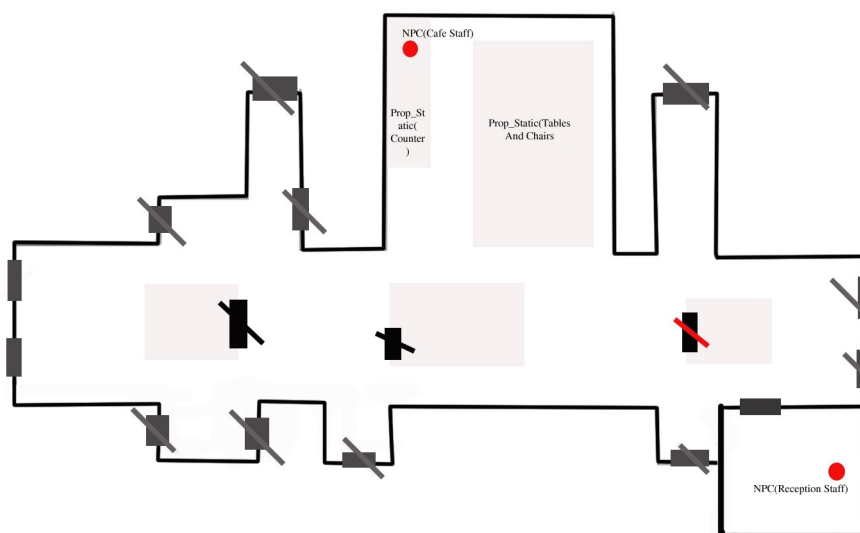 NPC(Cafe Staff)
Prop_St
atic(
Counter
)
Prop_Static(Tables
And Chairs
NPC(Reception Staff)